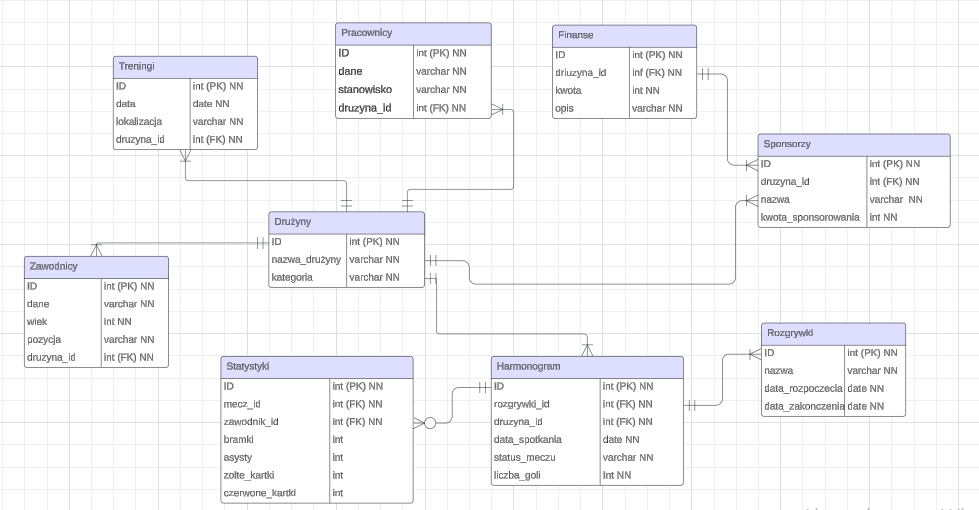 Pracownicy
ID int (PK) NN
dane varchar NN
stanowisko varchar NN
druzyna_id int (FK) NN
Finanse
ID int (PK) NN
driuzyna_id inf (FK) NN
kwota int NN
opis varchar NN
Treningi
ID int (PK) NN
data date NN
lokalizacja varchar NN
druzyna_id int (FK) NN
Sponsorzy
ID int (PK) NN
druzyna_id int (FK) NN
nazwa varchar NN
kwota_sponsorowania int NN
Drużyny
ID int (PK) NN
nazwa_drużyny varchar NN
kategoria varchar NN
Zawodnicy
ID int (PK) NN
dane varchar NN
wiek int NN
pozycja varchar NN
druzyna_id int (FK) NN
Rozgrywki
ID int (PK) NN
nazwa varchar NN
data_rozpoczecia date NN
data_zakonczenia date NN
Statystyki
ID int (PK) NN
mecz_id int (FK) NN
zawodnik_id int (FK) NN
bramki int
asysty int
zolte_kartki int
czerwone_kartki int
Harmonogram
ID int (PK) NN
rozgrywki_id int (FK) NN
druzyna_id int (FK) NN
data_spotkania date NN
status_meczu varchar NN
liczba_goli Int NN